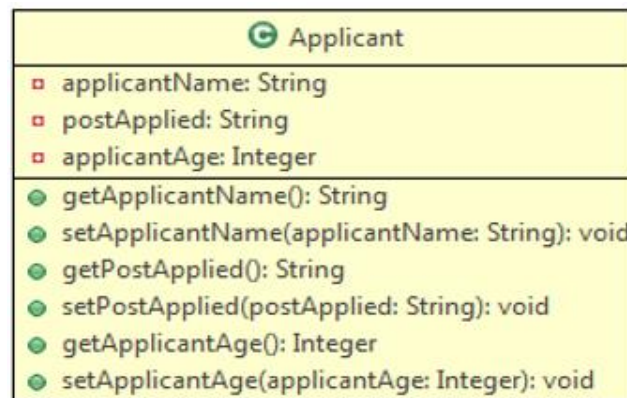 Applicant
applicantName: String
postApplied: String
applicantAge: Integer
getApplicantName(): String
setApplicantName(applicantName: String): void
getPostApplied(): String
setPostApplied(postApplied: String): void
getApplicantAge(): Integer
setApplicantAge(applicantAge: Integer): void